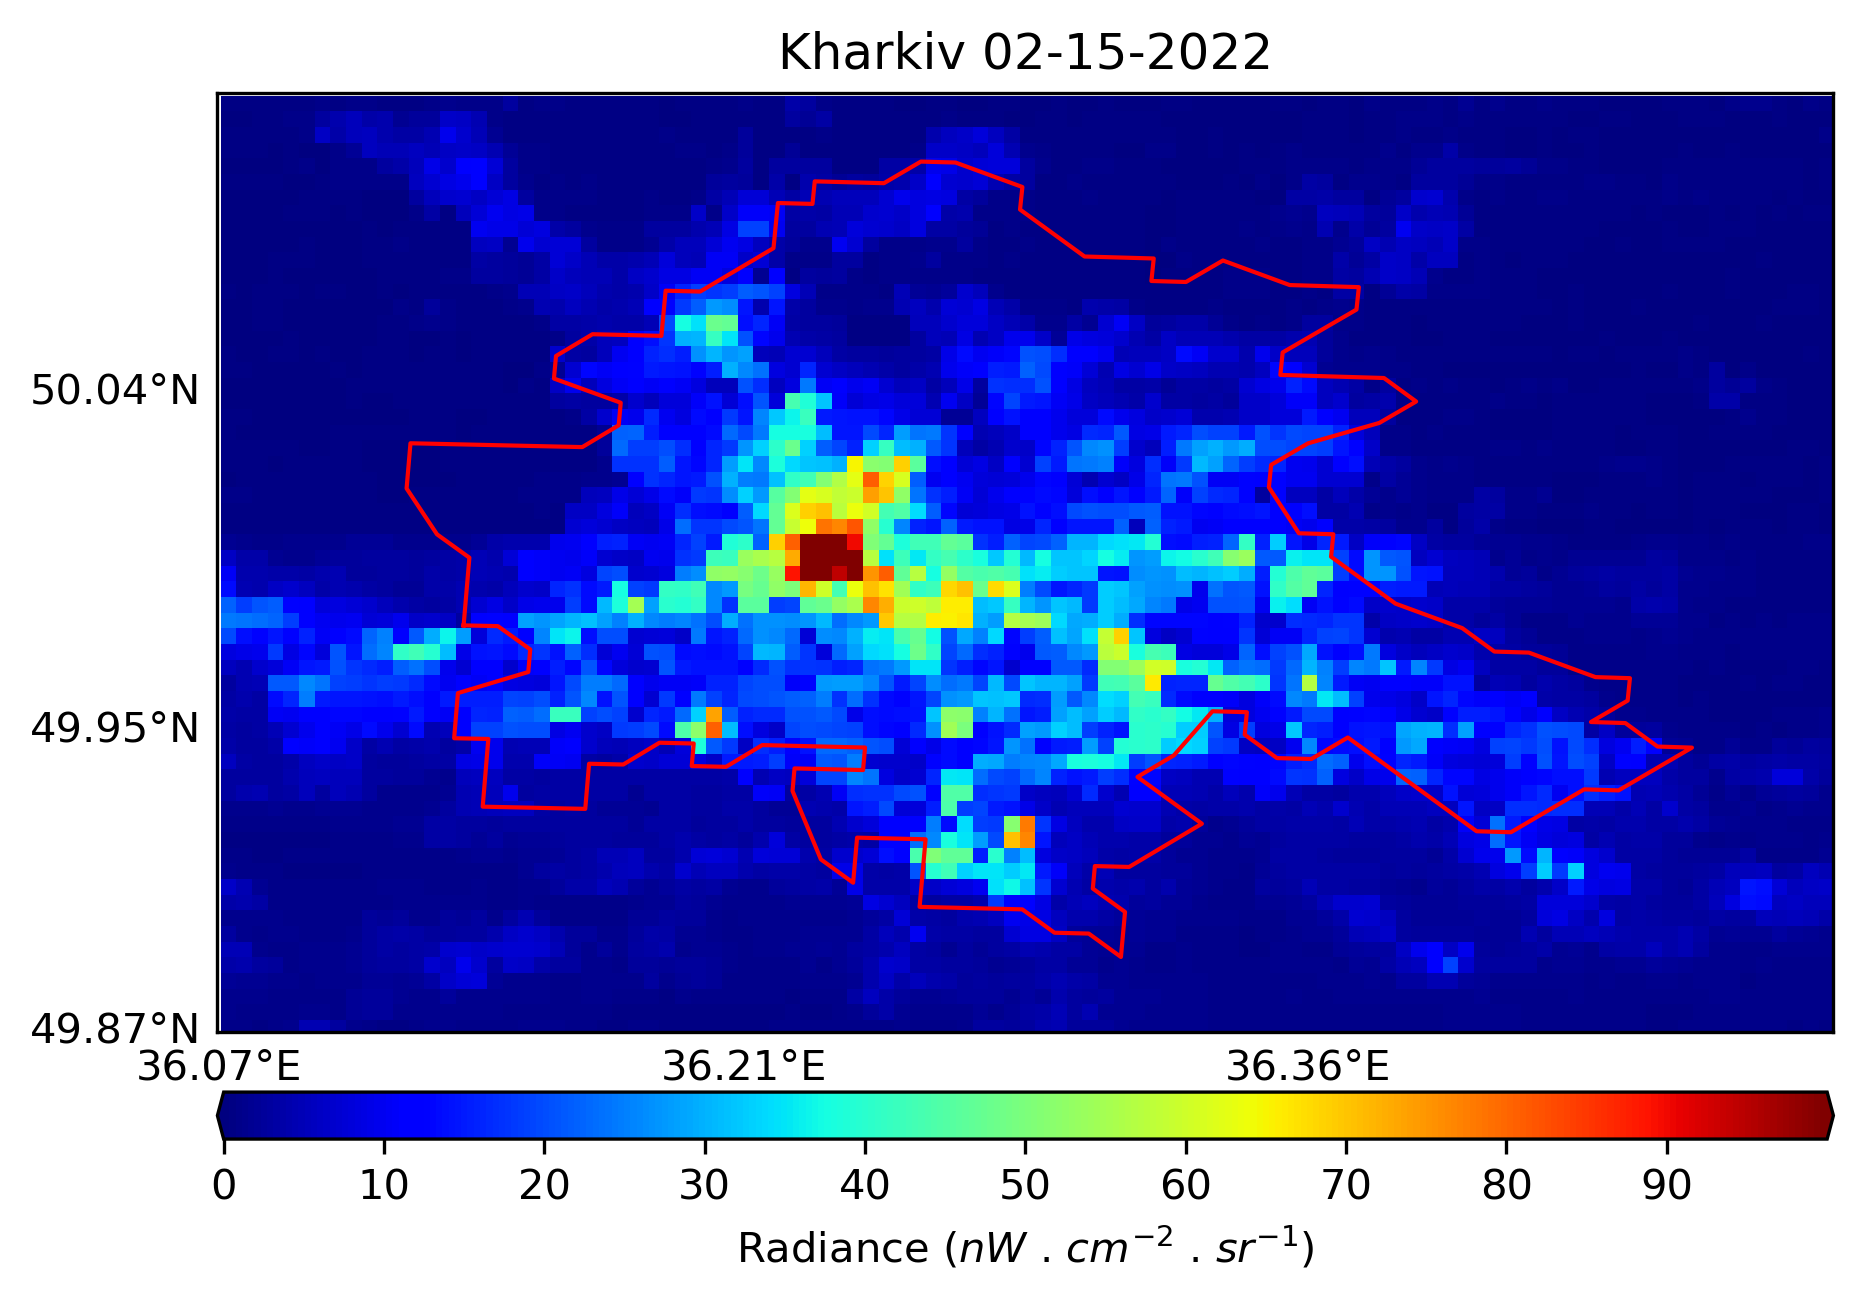 Kharkiv 02-15-2022
50.04°N
49.95°N
49.87°N
36.07°E 36.21°E 36.36°E
0 10 20 30 40 50 60 70 80 90
Radiance (nW . cm⁻² . sr⁻¹)